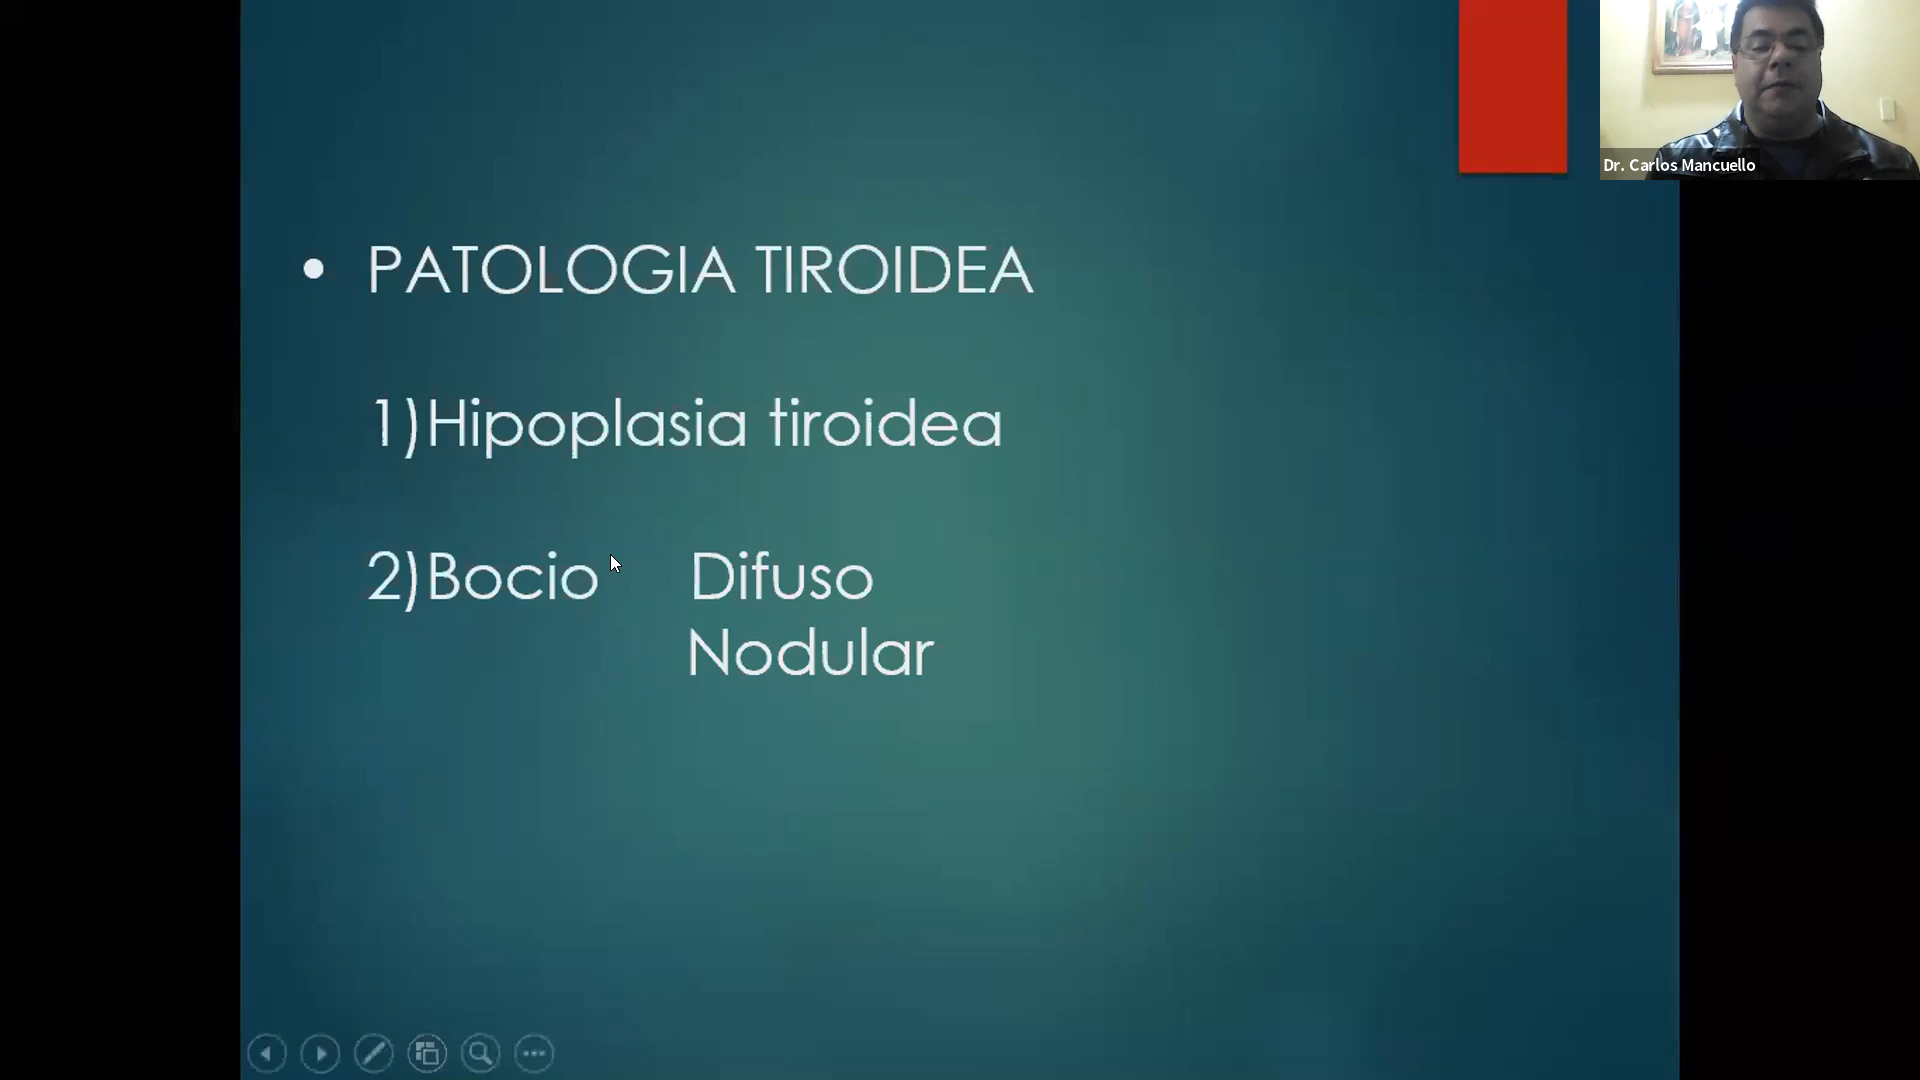 • PATOLOGIA TIROIDEA
1)Hipoplasia tiroidea
2)Bocio Difuso
Nodular
Dr. Carlos Mancuello